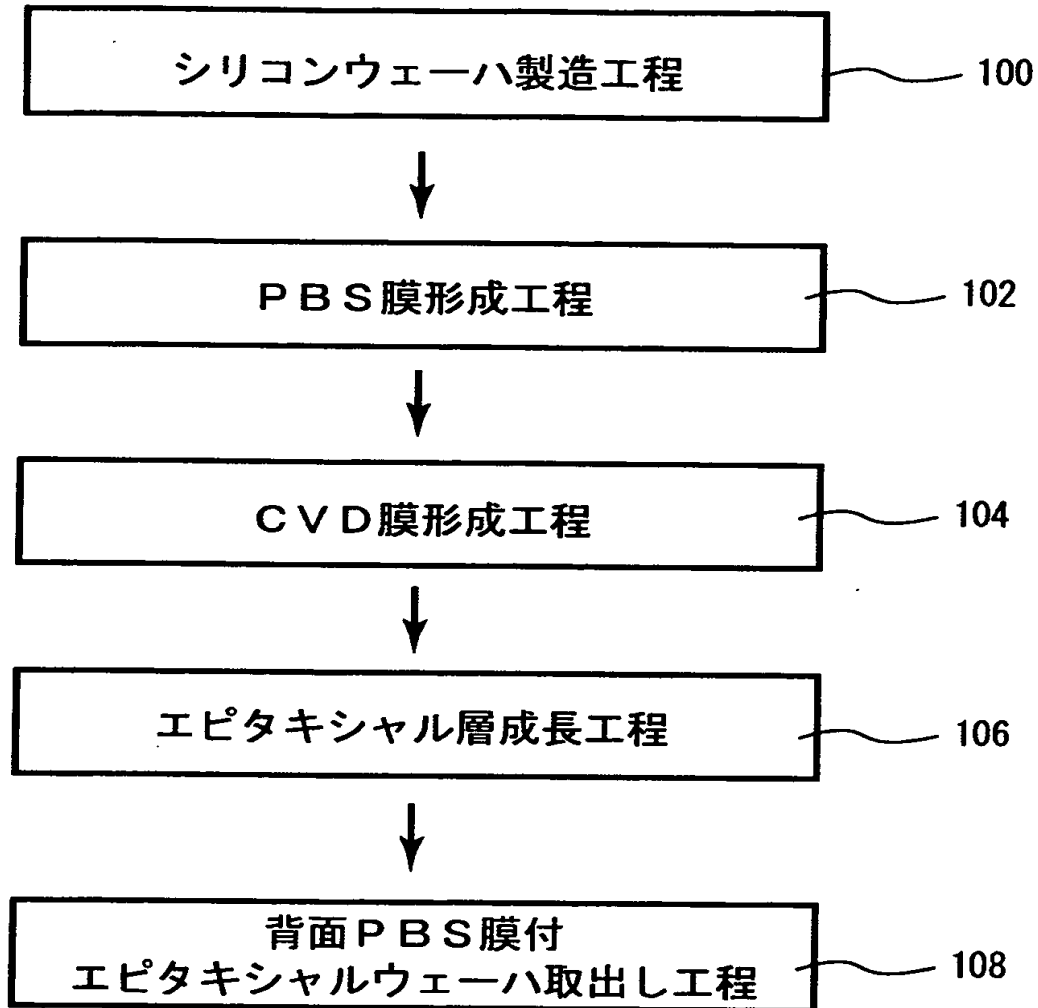 シリコンウェーハ製造工程 100
ＰＢＳ膜形成工程 102
ＣＶＤ膜形成工程 104
エピタキシャル層成長工程 106
背面ＰＢＳ膜付
エピタキシャルウェーハ取出し工程 108